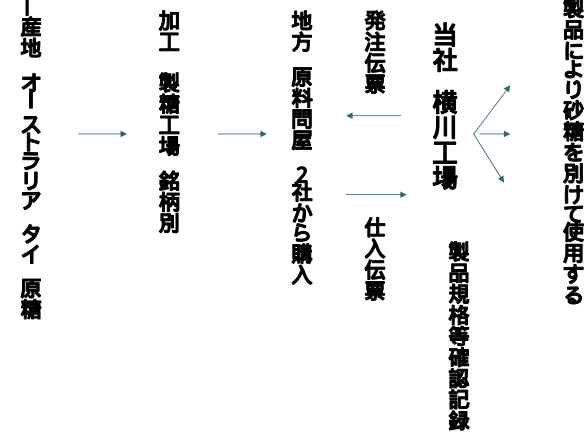 ー産地 オーストラリア タイ 原糖
加工 製糖工場 銘柄別
地方 原料問屋 2社から購入
発注伝票
仕入伝票
当社 横川工場
製品規格等確認記録
製品により砂糖を別けて使用する